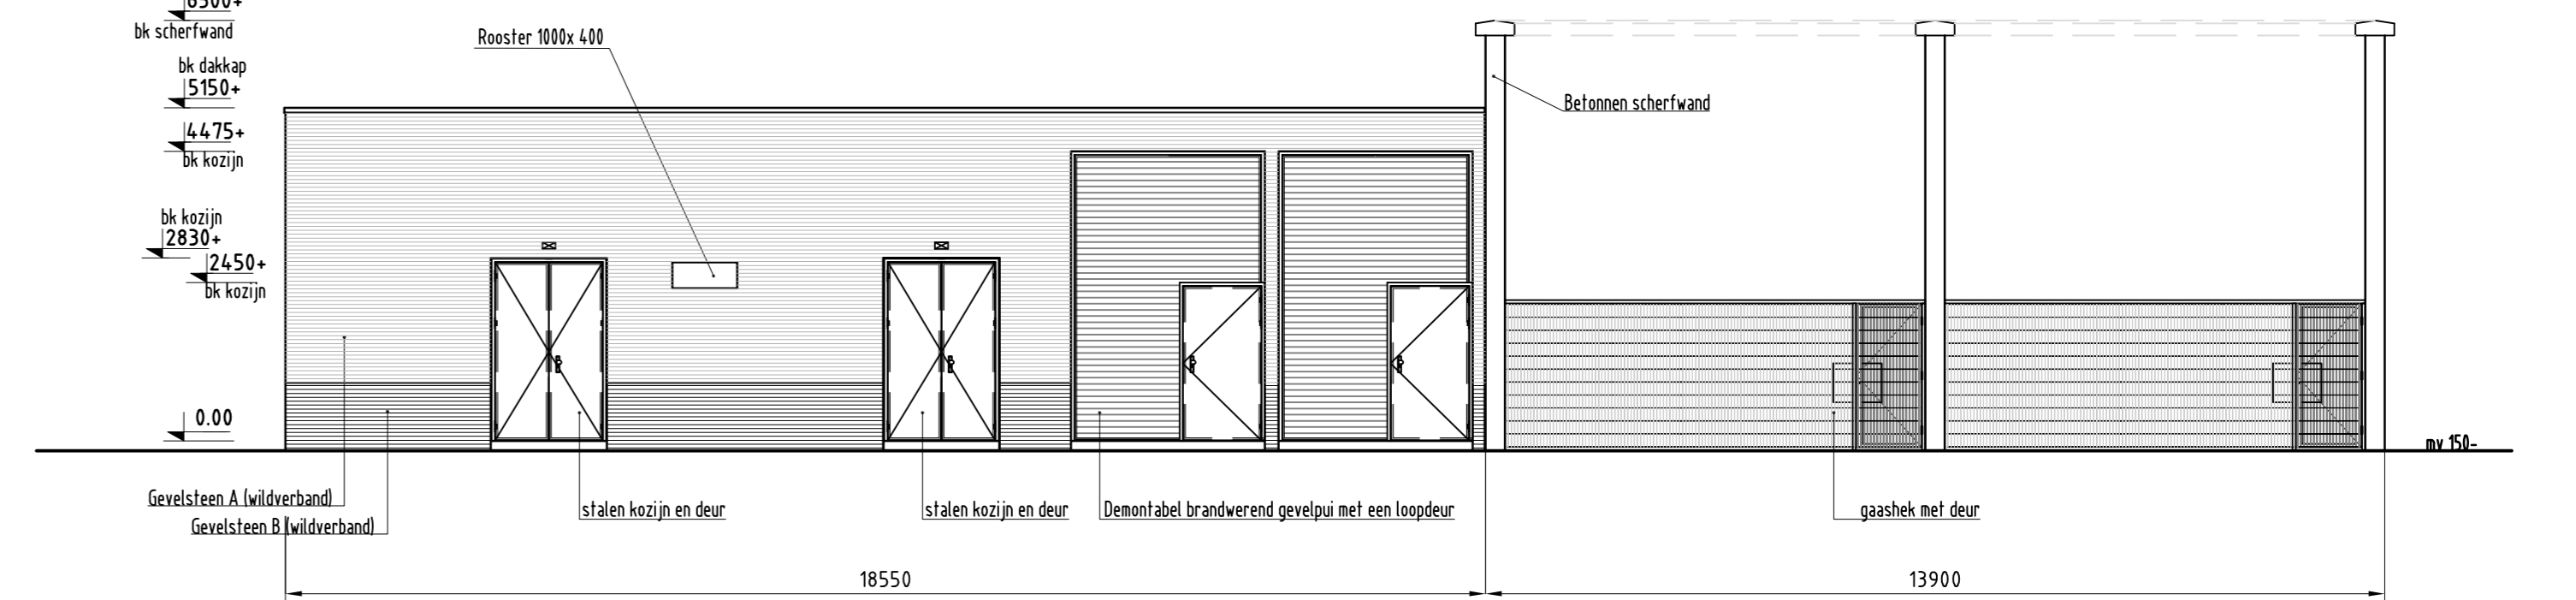 6500+
bk scherfwand
Rooster 1000x 400
bk dakkap
5150+
Betonnen scherfwand
4475+
bk kozijn
bk kozijn
2830+
2450+
bk kozijn
0.00
mv 150-
Gevelsteen A (wildverband)
stalen kozijn en deur
stalen kozijn en deur
Demontabel brandwerend gevelpui met een loopdeur
gaashek met deur
Gevelsteen B (wildverband)
18550
13900